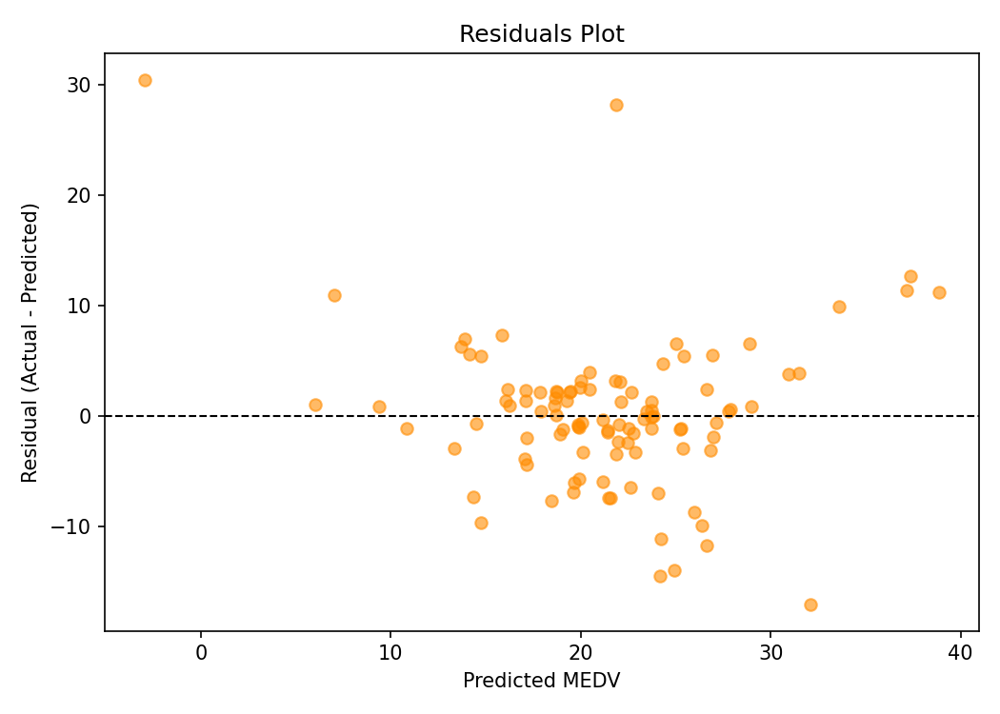 Residuals Plot
30
20
10
0
−10
Residual (Actual - Predicted)
0 10 20 30 40
Predicted MEDV